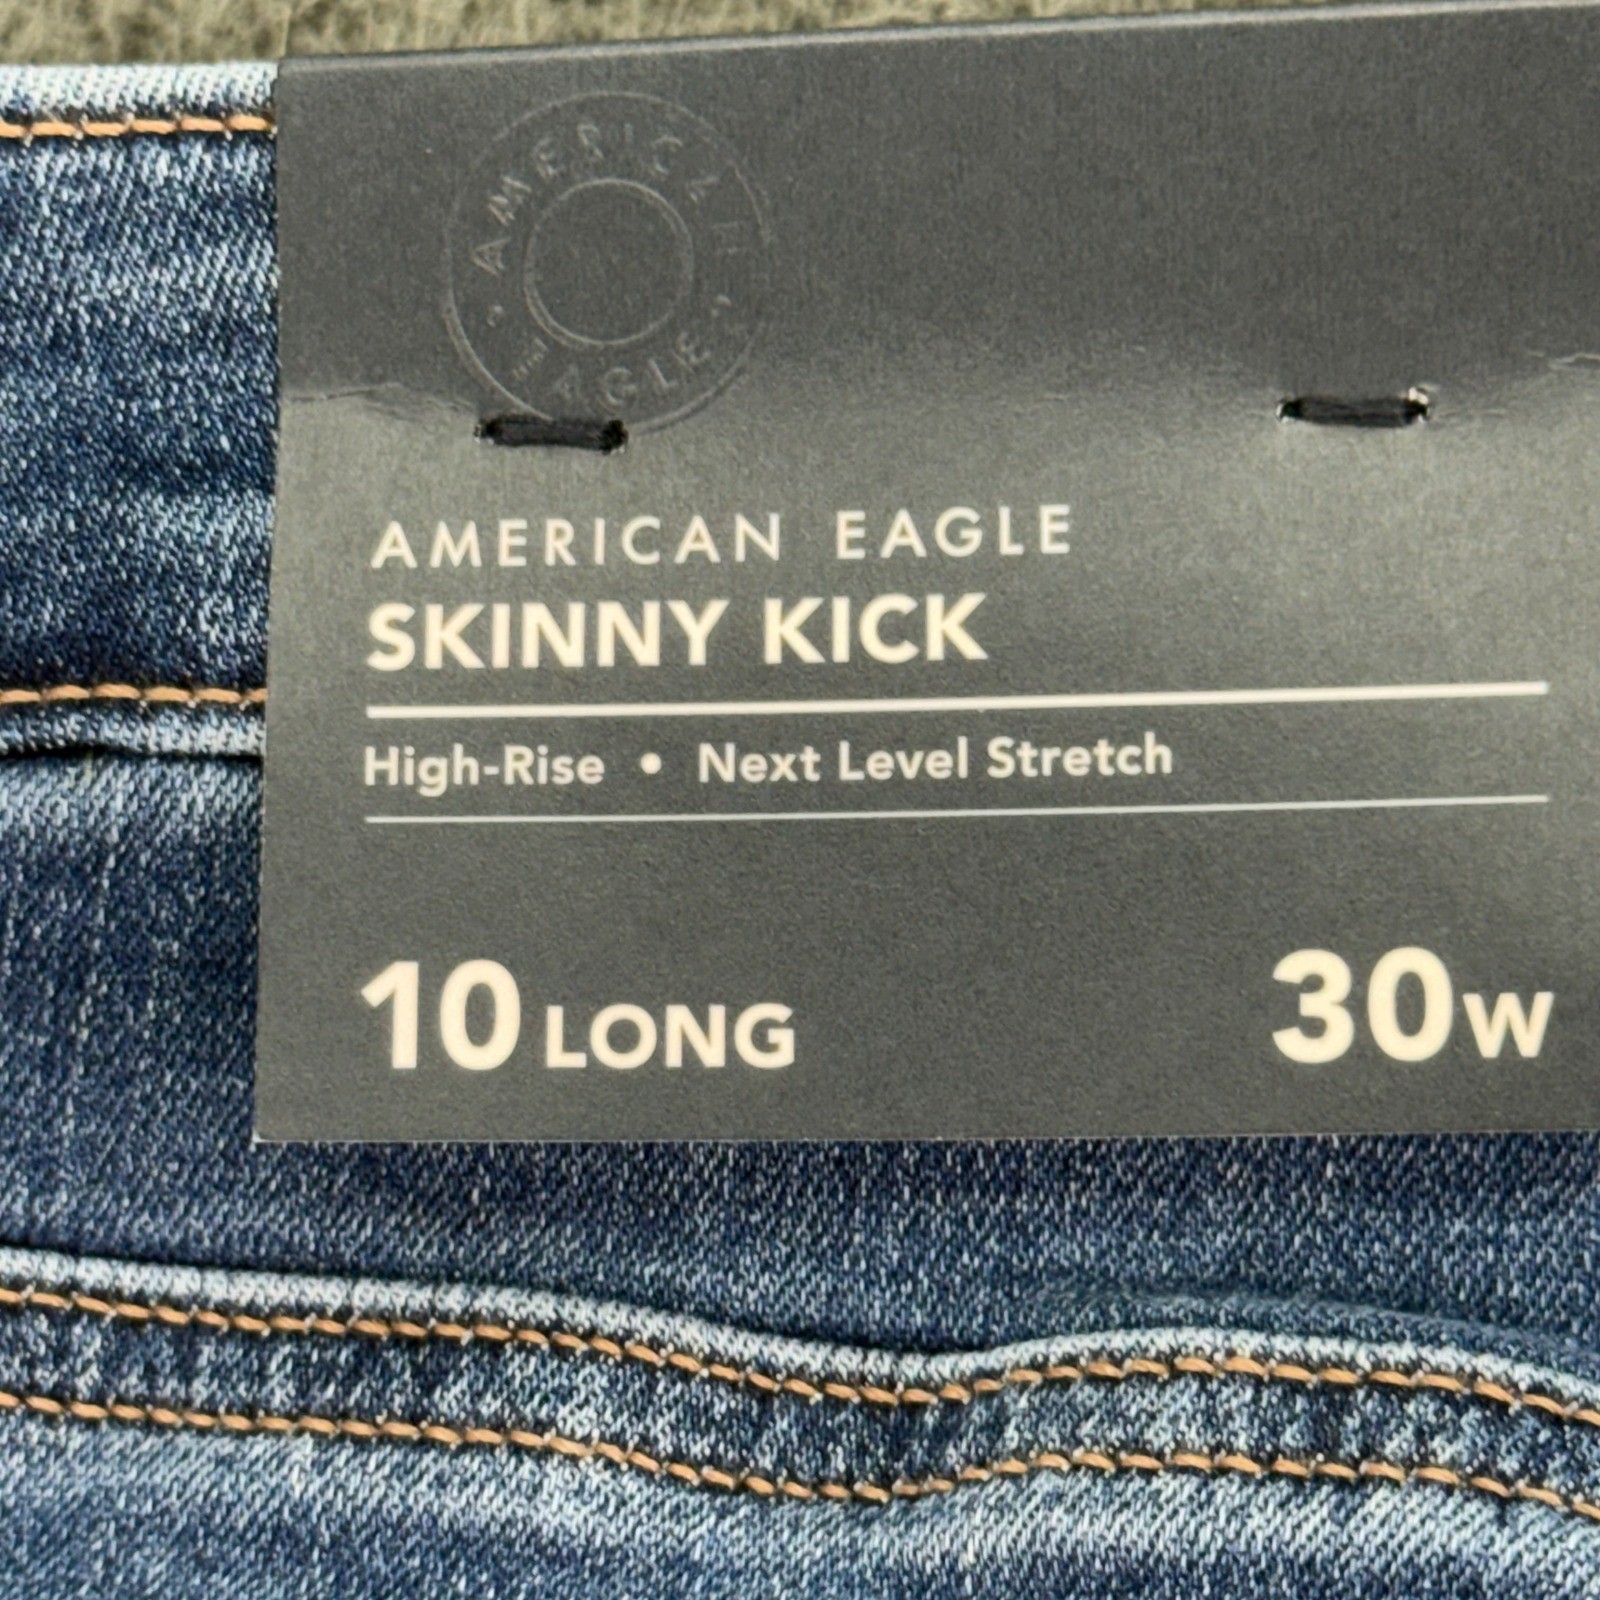 AMERICAN
EAGLE
AMERICAN EAGLE
SKINNY KICK
High-Rise • Next Level Stretch
10 LONG
30W